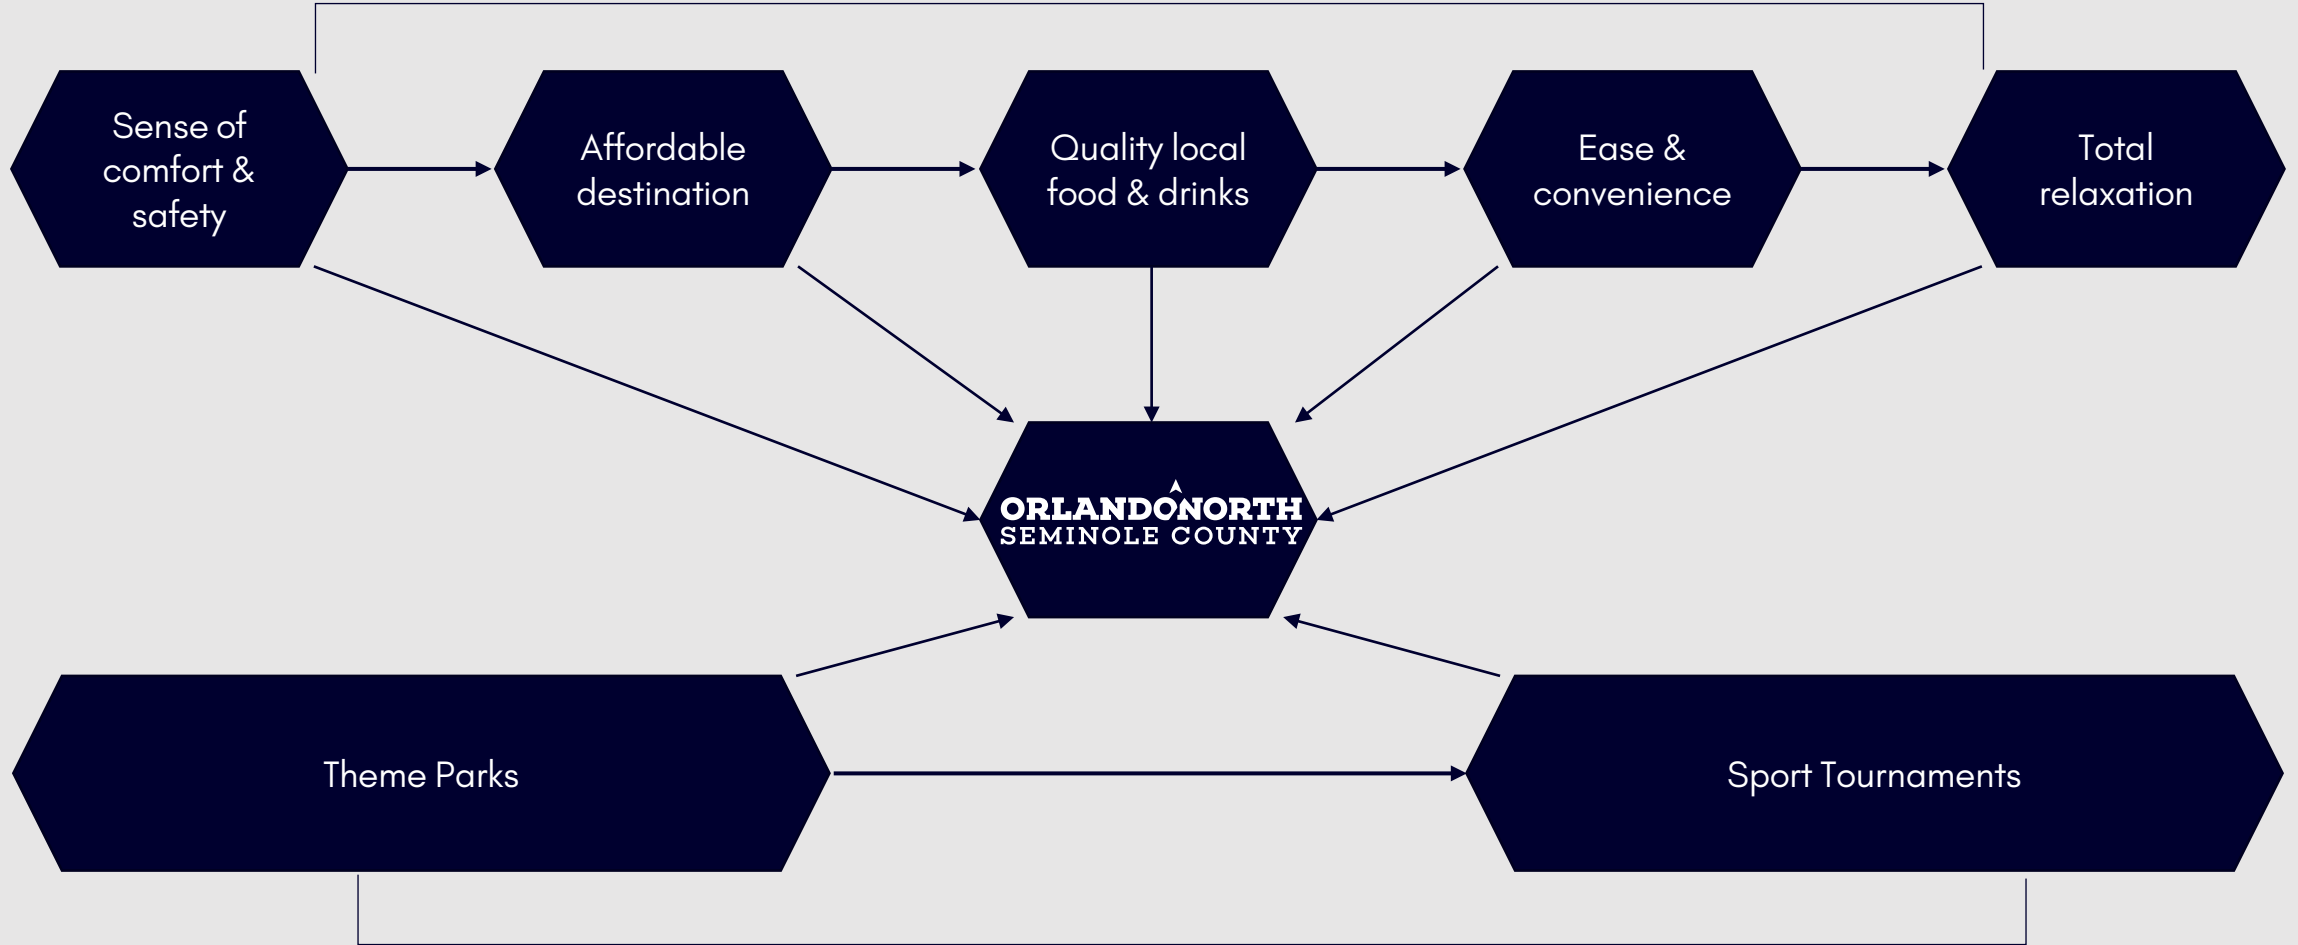 Sense of
comfort &
safety
Affordable
destination
Quality local
food & drinks
Ease &
convenience
Total
relaxation
ORLANDO NORTH
SEMINOLE COUNTY
Theme Parks
Sport Tournaments